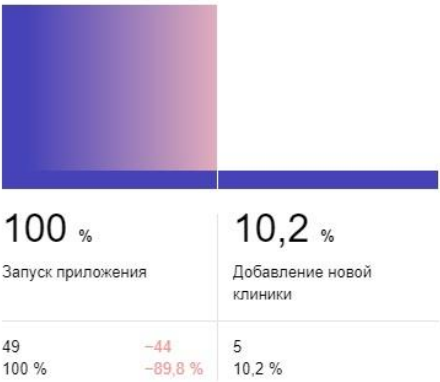 100 %
10,2 %
Запуск приложения
Добавление новой
клиники
49 −44 5
100 % −89,8 % 10,2 %